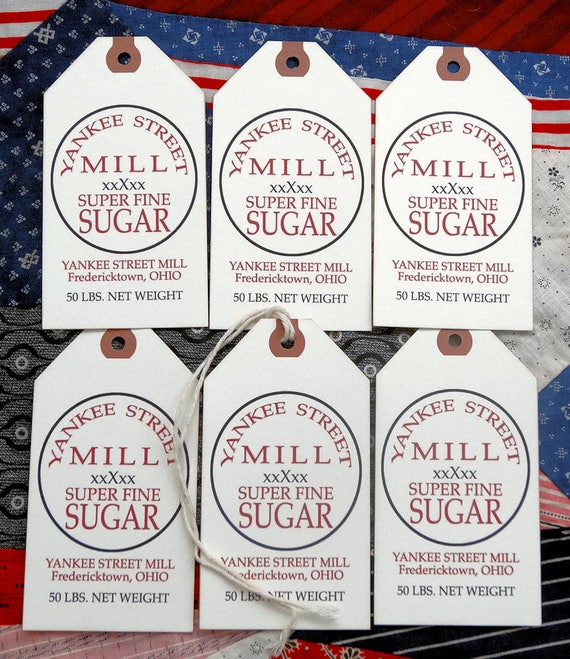 YANKEE STREET
MILL
xxXxx
SUPER FINE
SUGAR
YANKEE STREET MILL
Fredericktown, OHIO
50 LBS. NET WEIGHT
YANKEE STREET
MILL
xxXxx
SUPER FINE
SUGAR
YANKEE STREET MILL
Fredericktown, OHIO
50 LBS. NET WEIGHT
YANKEE STREET
MILL
xxXxx
SUPER FINE
SUGAR
YANKEE STREET MILL
Fredericktown, OHIO
50 LBS. NET WEIGHT
YANKEE STREET
MILL
xxXxx
SUPER FINE
SUGAR
YANKEE STREET MILL
Fredericktown, OHIO
50 LBS. NET WEIGHT
YANKEE STREET
MILL
xxXxx
SUPER FINE
SUGAR
YANKEE STREET MILL
Fredericktown, OHIO
50 LBS. NET WEIGHT
YANKEE STREET
MILL
xxXxx
SUPER FINE
SUGAR
YANKEE STREET MILL
Fredericktown, OHIO
50 LBS. NET WEIGHT